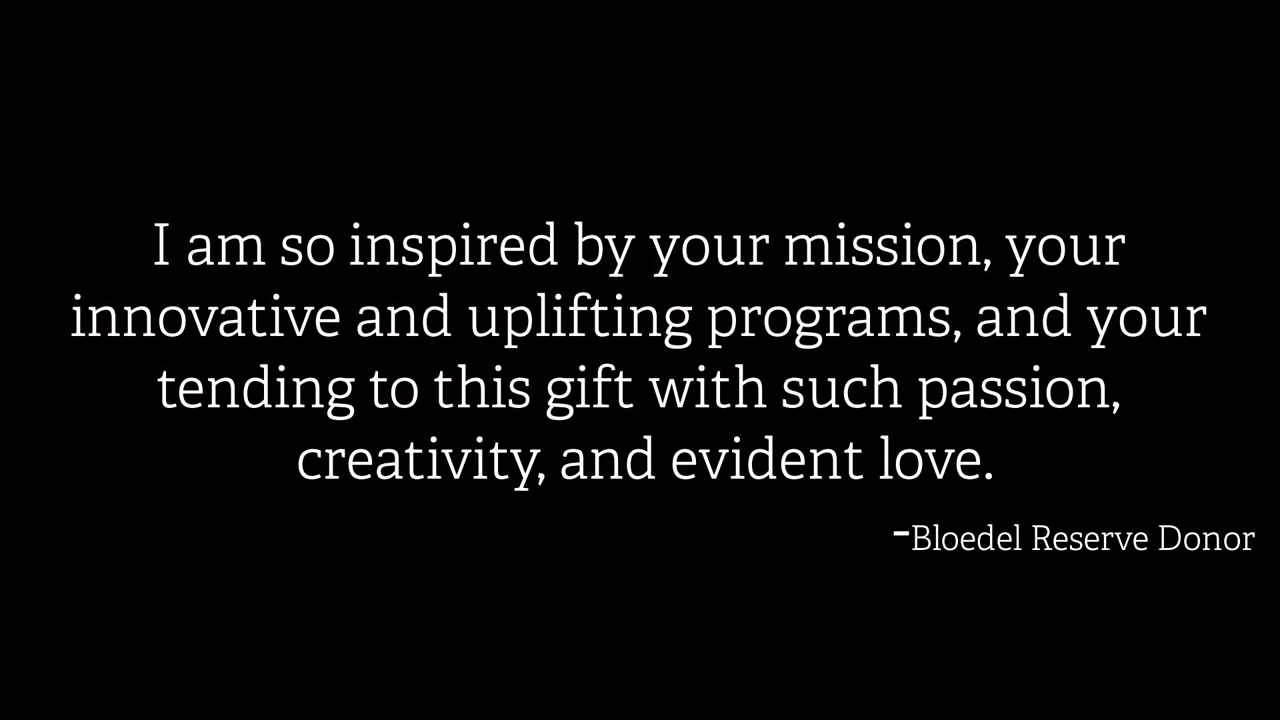 I am so inspired by your mission, your
innovative and uplifting programs, and your
tending to this gift with such passion,
creativity, and evident love.
-Bloedel Reserve Donor